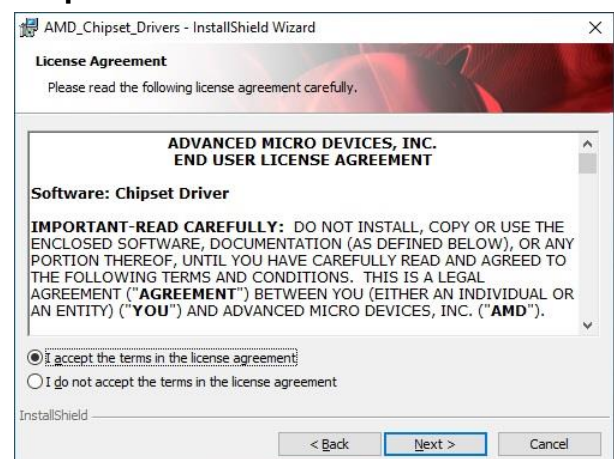 AMD_Chipset_Drivers - InstallShield Wizard
License Agreement
Please read the following license agreement carefully.
ADVANCED MICRO DEVICES, INC.
END USER LICENSE AGREEMENT
Software: Chipset Driver
IMPORTANT-READ CAREFULLY: DO NOT INSTALL, COPY OR USE THE
ENCLOSED SOFTWARE, DOCUMENTATION (AS DEFINED BELOW), OR ANY
PORTION THEREOF, UNTIL YOU HAVE CAREFULLY READ AND AGREED TO
THE FOLLOWING TERMS AND CONDITIONS. THIS IS A LEGAL
AGREEMENT ("AGREEMENT") BETWEEN YOU (EITHER AN INDIVIDUAL OR
AN ENTITY) ("YOU") AND ADVANCED MICRO DEVICES, INC. ("AMD").
I accept the terms in the license agreement
I do not accept the terms in the license agreement
InstallShield
< Back Next > Cancel